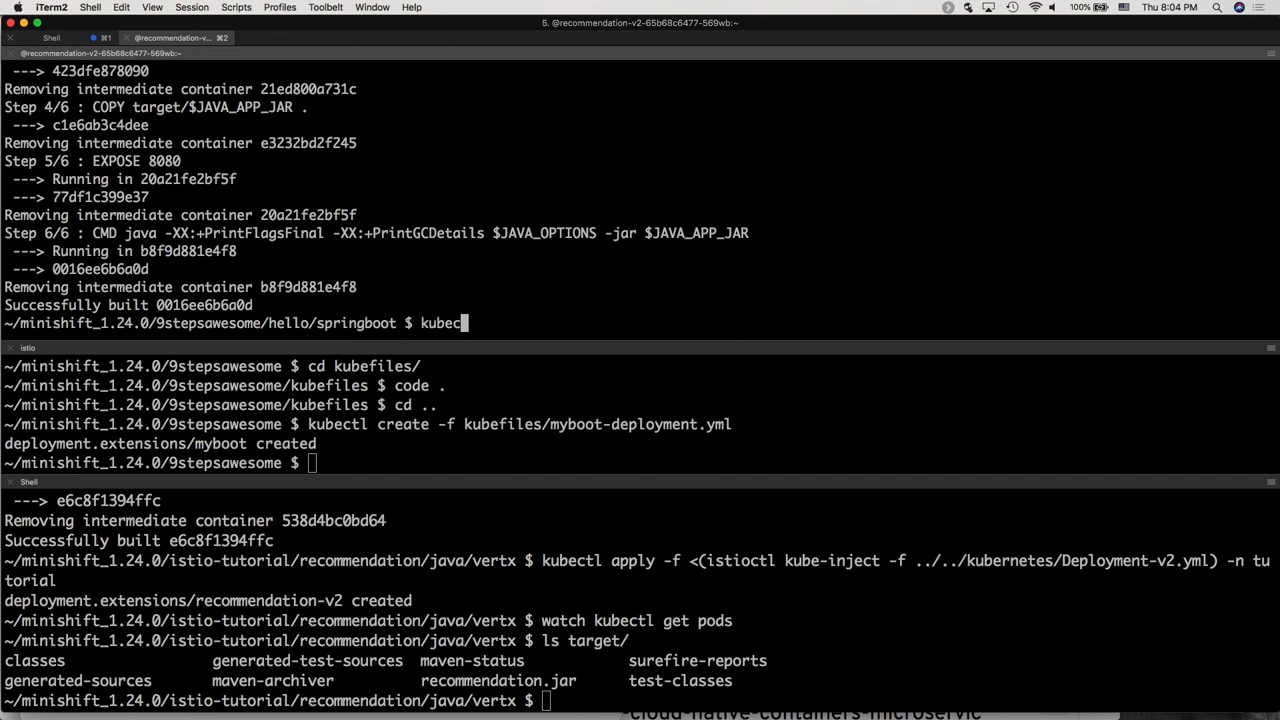 iTerm2 Shell Edit View Session Scripts Profiles Toolbelt Window Help 100% Thu 8:04 PM
5. @recommendation-v2-65b68c6477-569wb:~
Shell ⌘1 @recommendation-v... ⌘2
@recommendation-v2-65b68c6477-569wb:~
---> 423dfe878090
Removing intermediate container 21ed800a731c
Step 4/6 : COPY target/$JAVA_APP_JAR .
---> c1e6ab3c4dee
Removing intermediate container e3232bd2f245
Step 5/6 : EXPOSE 8080
---> Running in 20a21fe2bf5f
---> 77df1c399e37
Removing intermediate container 20a21fe2bf5f
Step 6/6 : CMD java -XX:+PrintFlagsFinal -XX:+PrintGCDetails $JAVA_OPTIONS -jar $JAVA_APP_JAR
---> Running in b8f9d881e4f8
---> 0016ee6b6a0d
Removing intermediate container b8f9d881e4f8
Successfully built 0016ee6b6a0d
~/minishift_1.24.0/9stepsawesome/hello/springboot $ kubec
istio
~/minishift_1.24.0/9stepsawesome $ cd kubefiles/
~/minishift_1.24.0/9stepsawesome/kubefiles $ code .
~/minishift_1.24.0/9stepsawesome/kubefiles $ cd ..
~/minishift_1.24.0/9stepsawesome $ kubectl create -f kubefiles/myboot-deployment.yml
deployment.extensions/myboot created
~/minishift_1.24.0/9stepsawesome $
Shell
---> e6c8f1394ffc
Removing intermediate container 538d4bc0bd64
Successfully built e6c8f1394ffc
~/minishift_1.24.0/istio-tutorial/recommendation/java/vertx $ kubectl apply -f <(istioctl kube-inject -f ../../kubernetes/Deployment-v2.yml) -n tu
torial
deployment.extensions/recommendation-v2 created
~/minishift_1.24.0/istio-tutorial/recommendation/java/vertx $ watch kubectl get pods
~/minishift_1.24.0/istio-tutorial/recommendation/java/vertx $ ls target/
classes generated-test-sources maven-status surefire-reports
generated-sources maven-archiver recommendation.jar test-classes
~/minishift_1.24.0/istio-tutorial/recommendation/java/vertx $
-cloud-native-containers-microservic